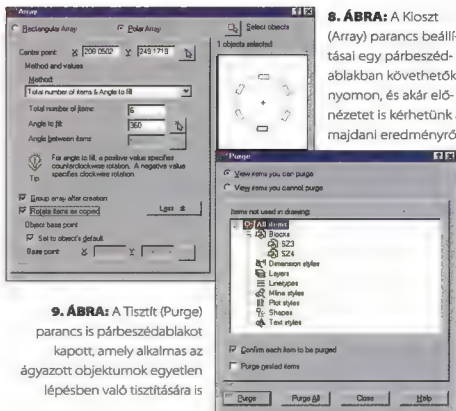 Array
Rectangular Array
Polar Array
Select objects
1 objects selected
Center point: X 208.0502 Y 249.1719
Method and values
Method:
Total number of items & Angle to fill
Total number of items: 6
Angle to fill: 360
Angle between items:
For angle to fill, a positive value specifies
counterclockwise rotation. A negative value
specifies clockwise rotation.
Tip
Group array after creation
Rotate items as copied
Less
Object base point
Set to object's default
Base point: X Y
8. ÁBRA: A Kioszt
(Array) parancs beállí-
tásai egy párbeszéd-
ablakban követhetők
nyomon, és akár elő-
nézetet is kérhetünk
majdani eredményrő
Purge
View items you can purge
View items you cannot purge
Items not used in drawing:
All items
Blocks
SZ3
SZ4
Dimension styles
Layers
Linetypes
Mline styles
Plot styles
Shapes
Text styles
Confirm each item to be purged
Purge nested items
Purge Purge All Close Help
9. ÁBRA: A Tisztít (Purge)
parancs is párbeszédablakot
kapott, amely alkalmas az
ágyazott objektumok egyetlen
lépésben való tisztítására is